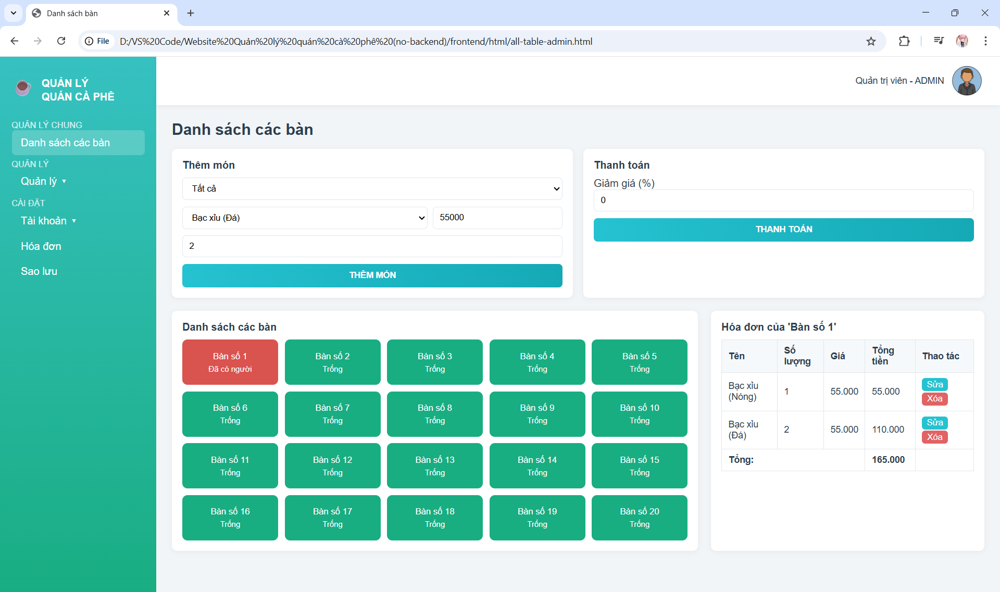 Danh sách bàn
File
D:/VS%20Code/Website%20Quản%20lý%20quán%20cà%20phê%20(no-backend)/frontend/html/all-table-admin.html
QUẢN LÝ
QUÁN CÀ PHÊ
QUẢN LÝ CHUNG
Danh sách các bàn
QUẢN LÝ
Quản lý
CÀI ĐẶT
Tài khoản
Hóa đơn
Sao lưu
Quản trị viên - ADMIN
Danh sách các bàn
Thêm món
Tất cả
Bạc xỉu (Đá) 55000
2
THÊM MÓN
Thanh toán
Giảm giá (%)
0
THANH TOÁN
Danh sách các bàn
Bàn số 1
Đã có người
Bàn số 2
Trống
Bàn số 3
Trống
Bàn số 4
Trống
Bàn số 5
Trống
Bàn số 6
Trống
Bàn số 7
Trống
Bàn số 8
Trống
Bàn số 9
Trống
Bàn số 10
Trống
Bàn số 11
Trống
Bàn số 12
Trống
Bàn số 13
Trống
Bàn số 14
Trống
Bàn số 15
Trống
Bàn số 16
Trống
Bàn số 17
Trống
Bàn số 18
Trống
Bàn số 19
Trống
Bàn số 20
Trống
Hóa đơn của 'Bàn số 1'
Tên
Số
lượng
Giá
Tổng
tiền
Thao tác
Bạc xỉu
(Nóng)
1
55.000
55.000
Sửa
Xóa
Bạc xỉu
(Đá)
2
55.000
110.000
Sửa
Xóa
Tổng:
165.000